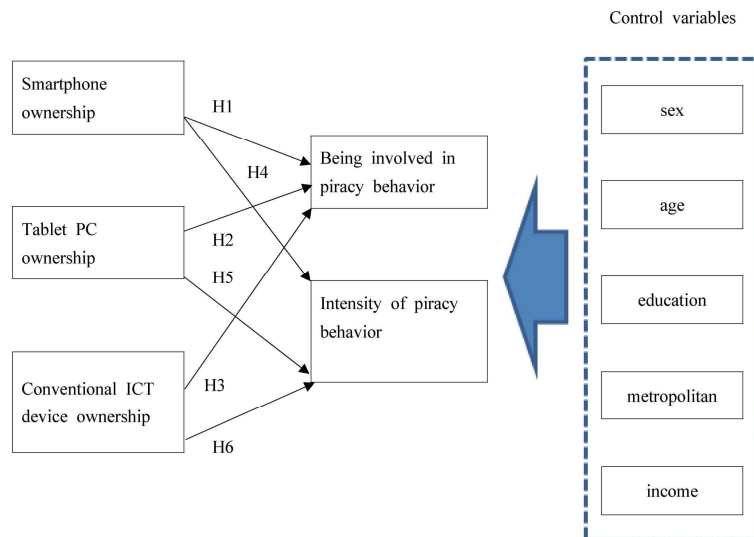 Control variables
Smartphone
ownership
H1
H4
Being involved in
piracy behavior
Tablet PC
ownership
H2
H5
Intensity of piracy
behavior
Conventional ICT
device ownership
H3
H6
sex
age
education
metropolitan
income